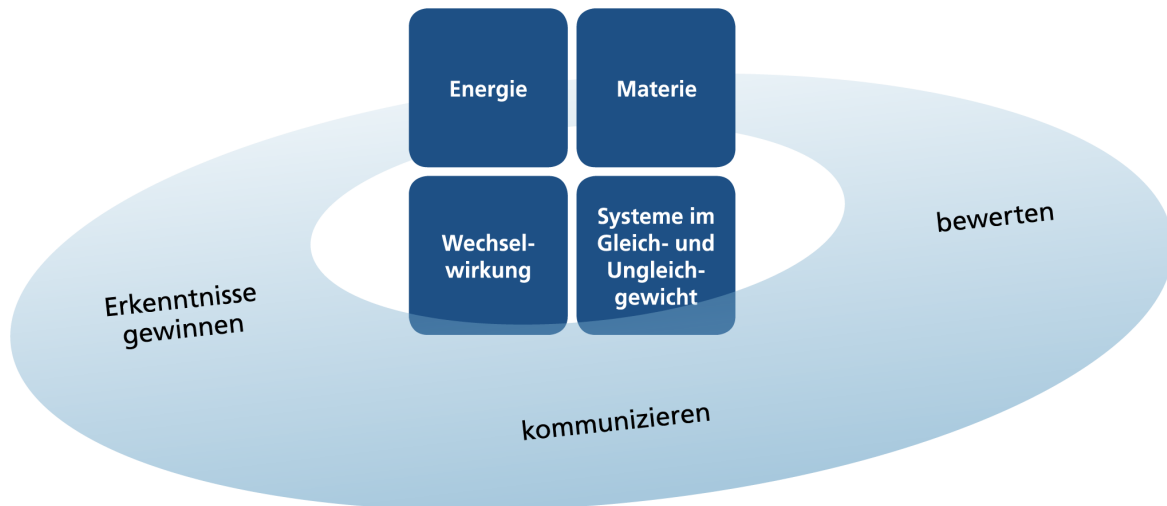 Energie
Materie
Wechsel-
wirkung
Systeme im
Gleich- und
Ungleich-
gewicht
Erkenntnisse
gewinnen
kommunizieren
bewerten